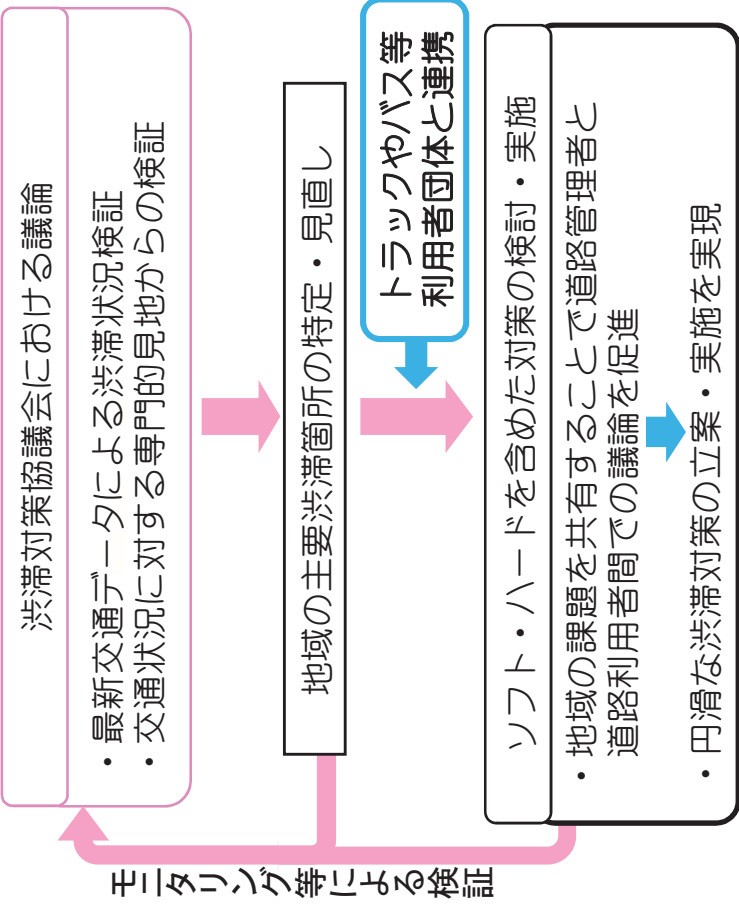 渋滞対策協議会における議論
・最新交通データによる渋滞状況検証
・交通状況に対する専門的見地からの検証
地域の主要渋滞箇所の特定・見直し
トラックやバス等
利用者団体と連携
ソフト・ハードを含めた対策の検討・実施
・地域の課題を共有することで道路管理者と
道路利用者間での議論を促進
・円滑な渋滞対策の立案・実施を実現
モニタリング等による検証